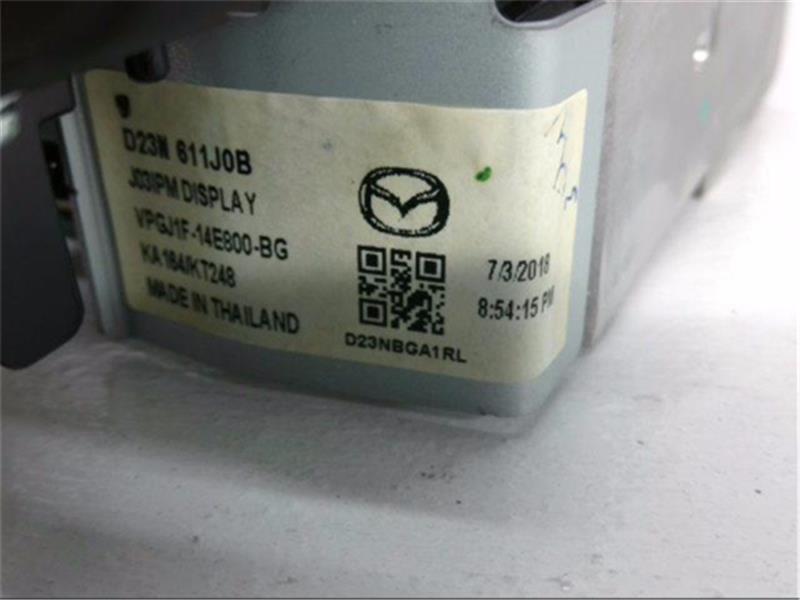 D23N 611J0B
J03IPM DISPLAY
VPGJ1F-14E800-BG
KA164/KT248
MADE IN THAILAND
7/3/2018
8:54:15 PM
D23NBGA1RL